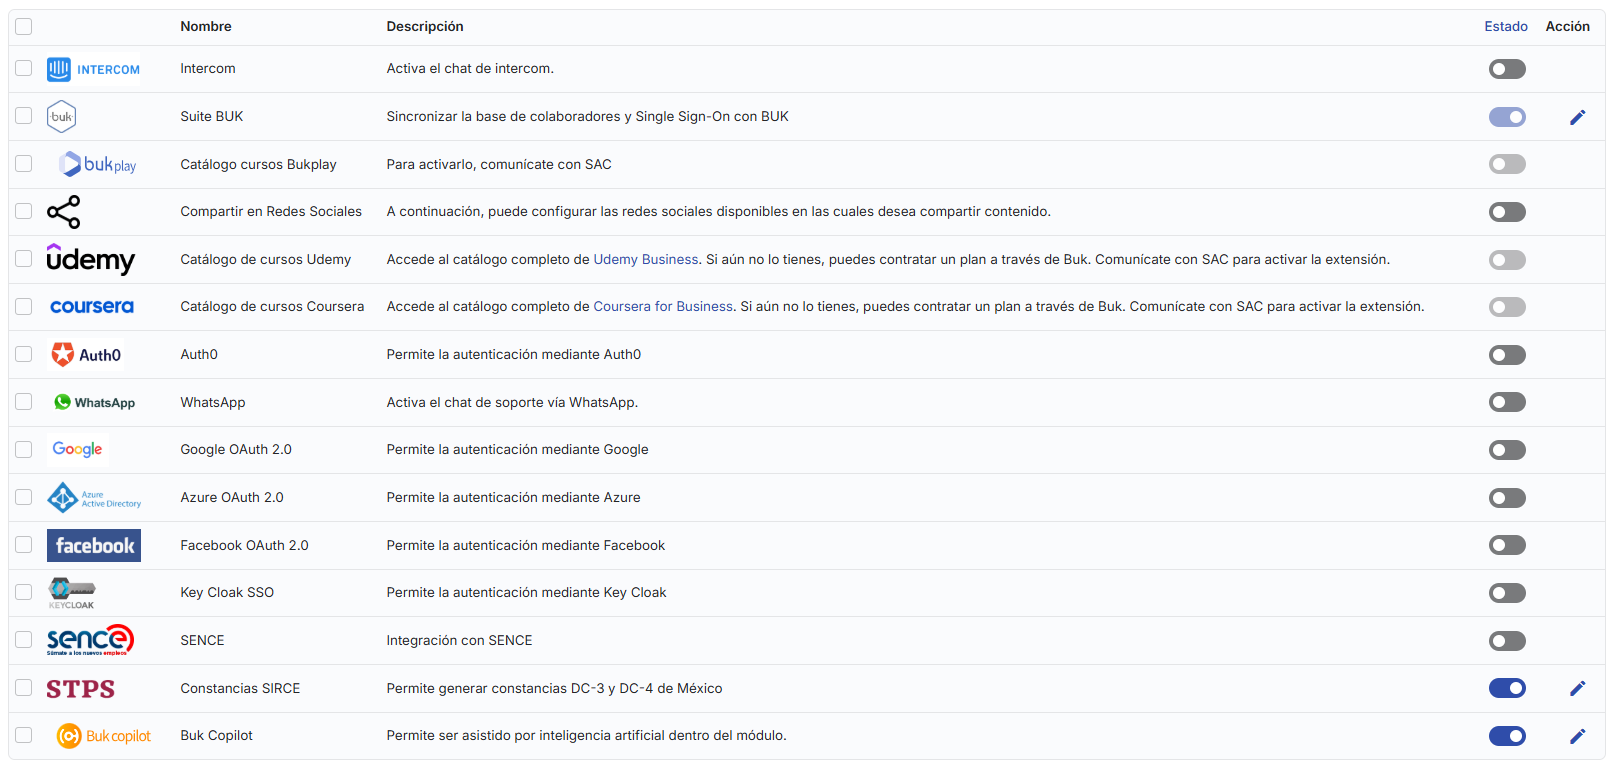 Nombre Descripción Estado Acción
INTERCOM Intercom Activa el chat de intercom.
buk Suite BUK Sincronizar la base de colaboradores y Single Sign-On con BUK
buk play Catálogo cursos Bukplay Para activarlo, comunícate con SAC
Compartir en Redes Sociales A continuación, puede configurar las redes sociales disponibles en las cuales desea compartir contenido.
udemy Catálogo de cursos Udemy Accede al catálogo completo de Udemy Business. Si aún no lo tienes, puedes contratar un plan a través de Buk. Comunícate con SAC para activar la extensión.
coursera Catálogo de cursos Coursera Accede al catálogo completo de Coursera for Business. Si aún no lo tienes, puedes contratar un plan a través de Buk. Comunícate con SAC para activar la extensión.
Auth0 Auth0 Permite la autenticación mediante Auth0
WhatsApp WhatsApp Activa el chat de soporte vía WhatsApp.
Google Google OAuth 2.0 Permite la autenticación mediante Google
Azure Active Directory Azure OAuth 2.0 Permite la autenticación mediante Azure
facebook Facebook OAuth 2.0 Permite la autenticación mediante Facebook
KEYCLOAK Key Cloak SSO Permite la autenticación mediante Key Cloak
sence Súmate a los nuevos empleos SENCE Integración con SENCE
STPS Constancias SIRCE Permite generar constancias DC-3 y DC-4 de México
Buk copilot Buk Copilot Permite ser asistido por inteligencia artificial dentro del módulo.